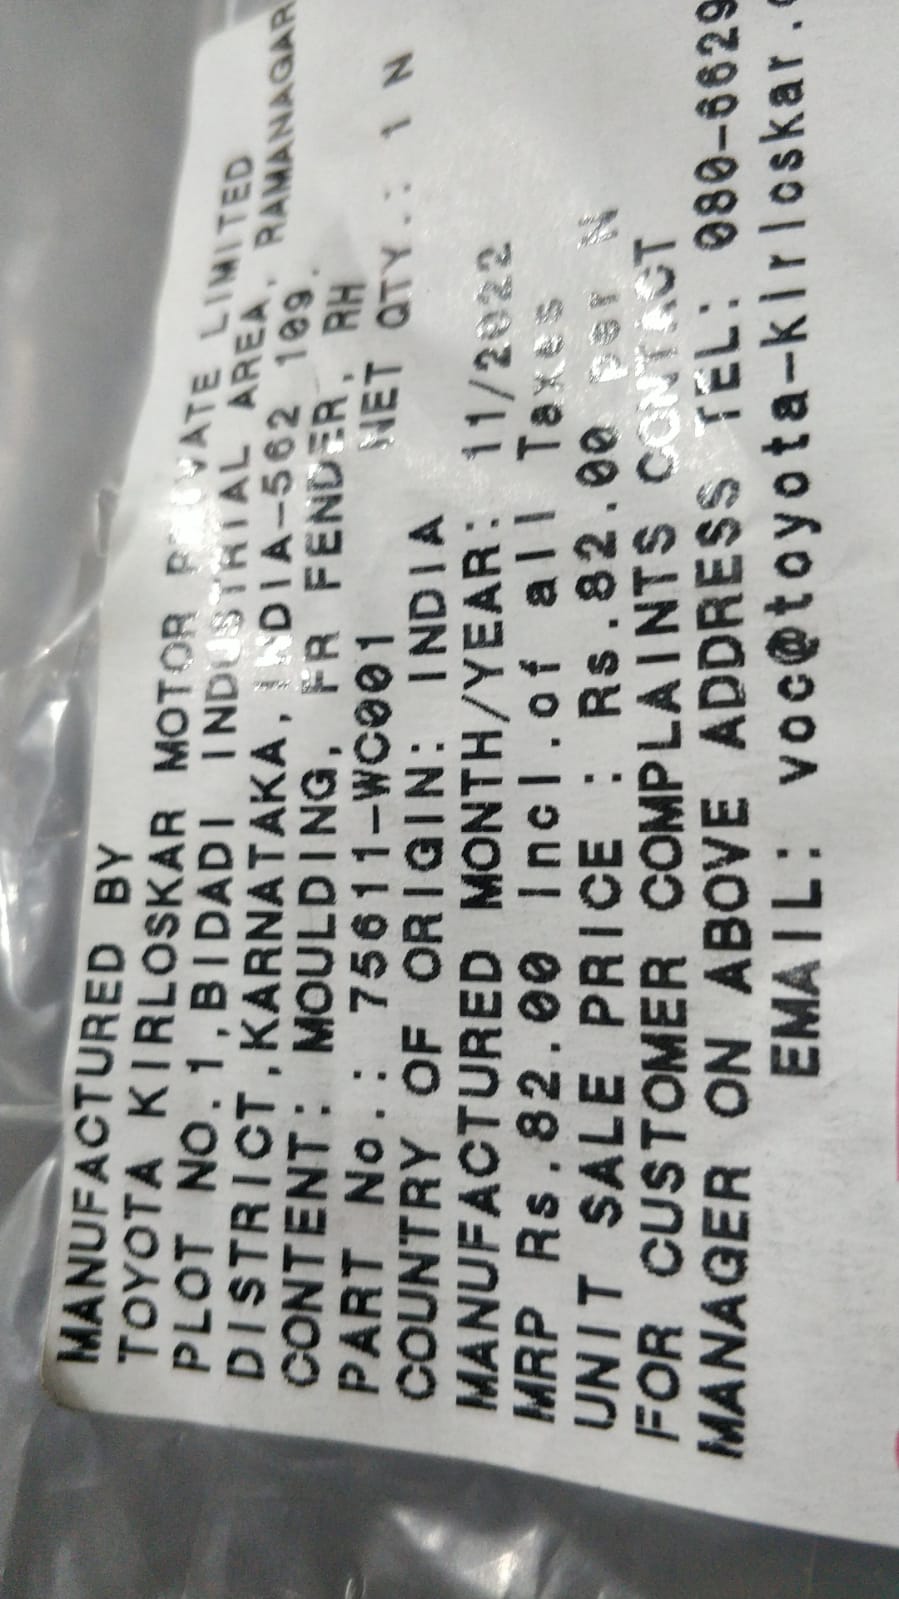 MANUFACTURED BY
TOYOTA KIRLOSKAR MOTOR PRIVATE LIMITED
PLOT NO.1,BIDADI INDUSTRIAL AREA, RAMANAGAR
DISTRICT,KARNATAKA,INDIA-562 109.
CONTENT: MOULDING, FR FENDER, RH
PART No.: 75611-WC001 NET QTY.: 1 N
COUNTRY OF ORIGIN: INDIA
MANUFACTURED MONTH/YEAR: 11/2022
MRP Rs.82.00 Incl.of all Taxes
UNIT SALE PRICE : Rs.82.00 per N
FOR CUSTOMER COMPLAINTS CONTACT
MANAGER ON ABOVE ADDRESS TEL: 080-6629
EMAIL: voc@toyota-kirloskar.